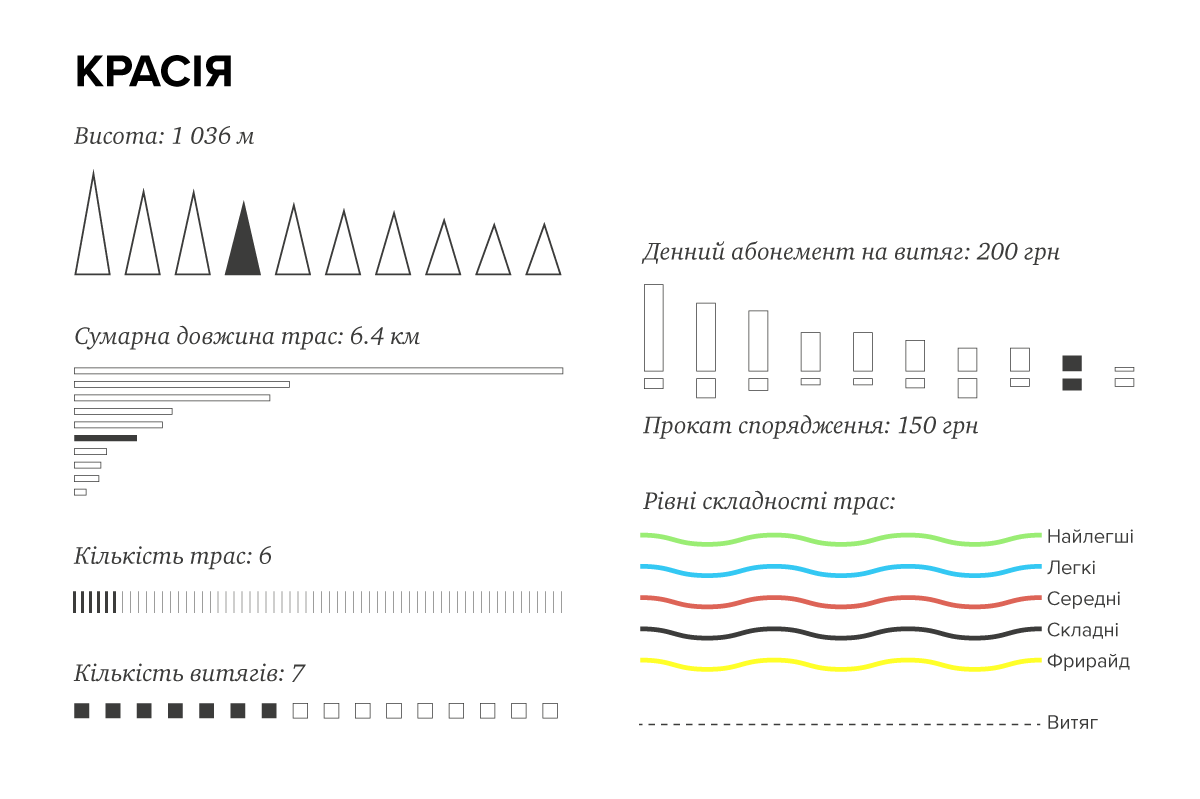 КРАСІЯ
Висота: 1 036 м
Сумарна довжина трас: 6.4 км
Кількість трас: 6
Кількість витягів: 7
Денний абонемент на витяг: 200 грн
Прокат спорядження: 150 грн
Рівні складності трас:
Найлегші
Легкі
Середні
Складні
Фрирайд
Витяг